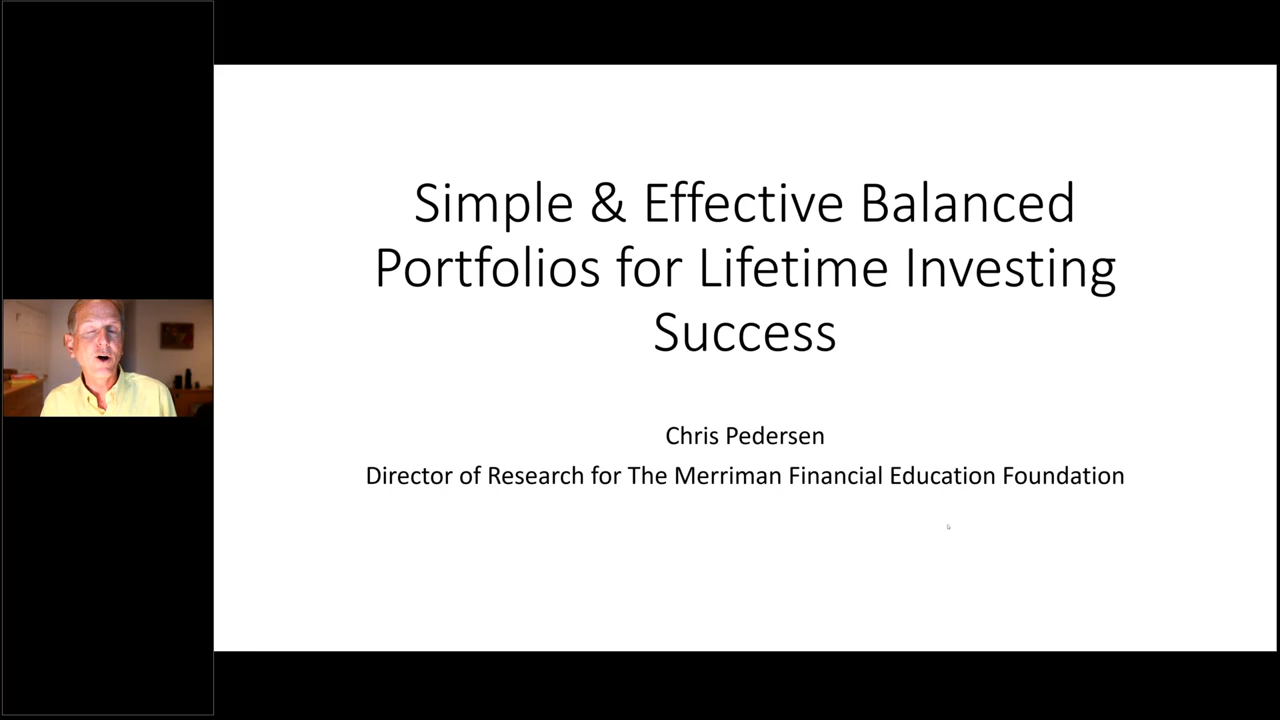 Simple & Effective Balanced
Portfolios for Lifetime Investing
Success
Chris Pedersen
Director of Research for The Merriman Financial Education Foundation